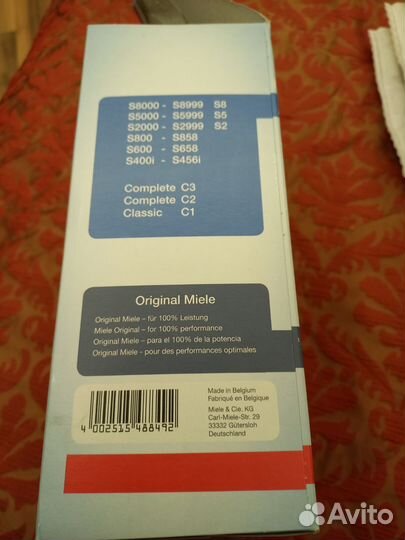 S8000 - S8999 S8
S5000 - S5999 S5
S2000 - S2999 S2
S800 - S858
S600 - S658
S400i - S456i
Complete C3
Complete C2
Classic C1
Original Miele
Original Miele – für 100% Leistung
Miele Original – for 100% performance
Original Miele – para él 100% de la potencia
Original Miele - pour des performances optimales
Made in Belgium
Fabriqué en Belgique
Miele & Cie. KG
Carl-Miele-Str. 29
33332 Gütersloh
Deutschland
4 002515 488492
Avito